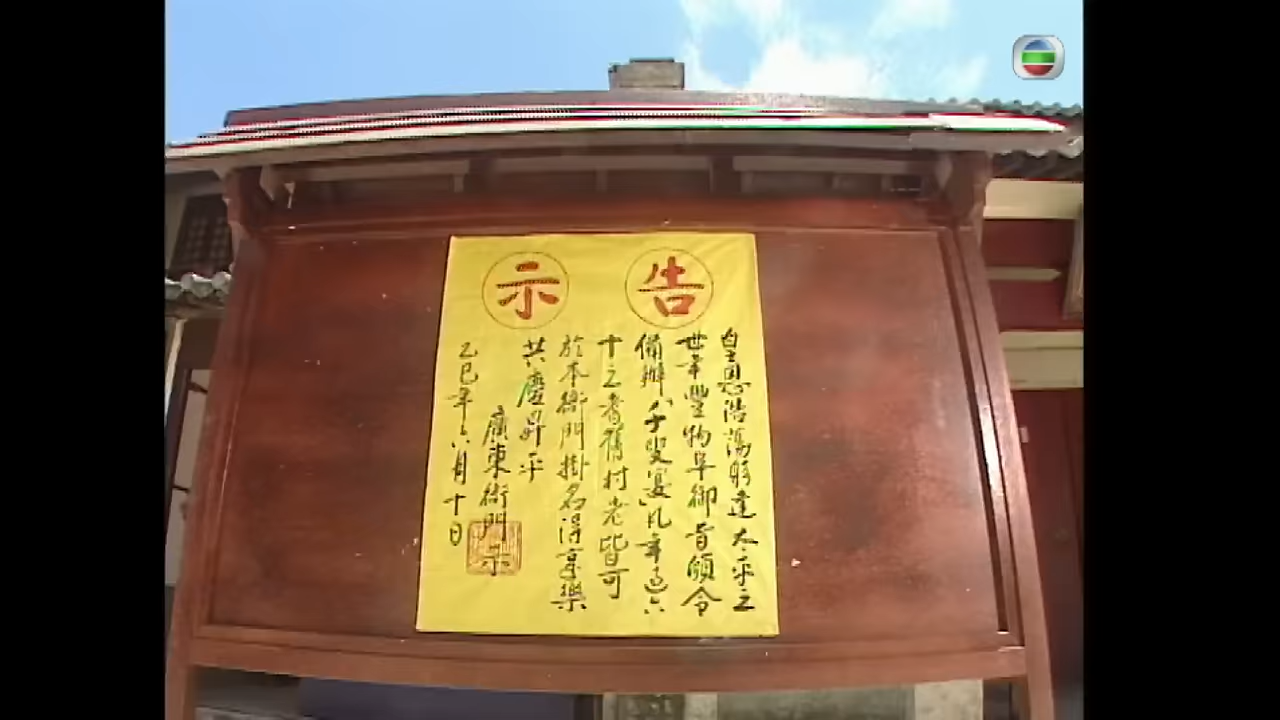 告示
皇恩浩蕩躬逢太平之
世年豐物阜御旨頒令
備辦「千叟宴」凡年過六
十之耆舊村老皆可
於本衙門掛名得享樂
共慶昇平
廣東衙門示
乙巳年六月十日